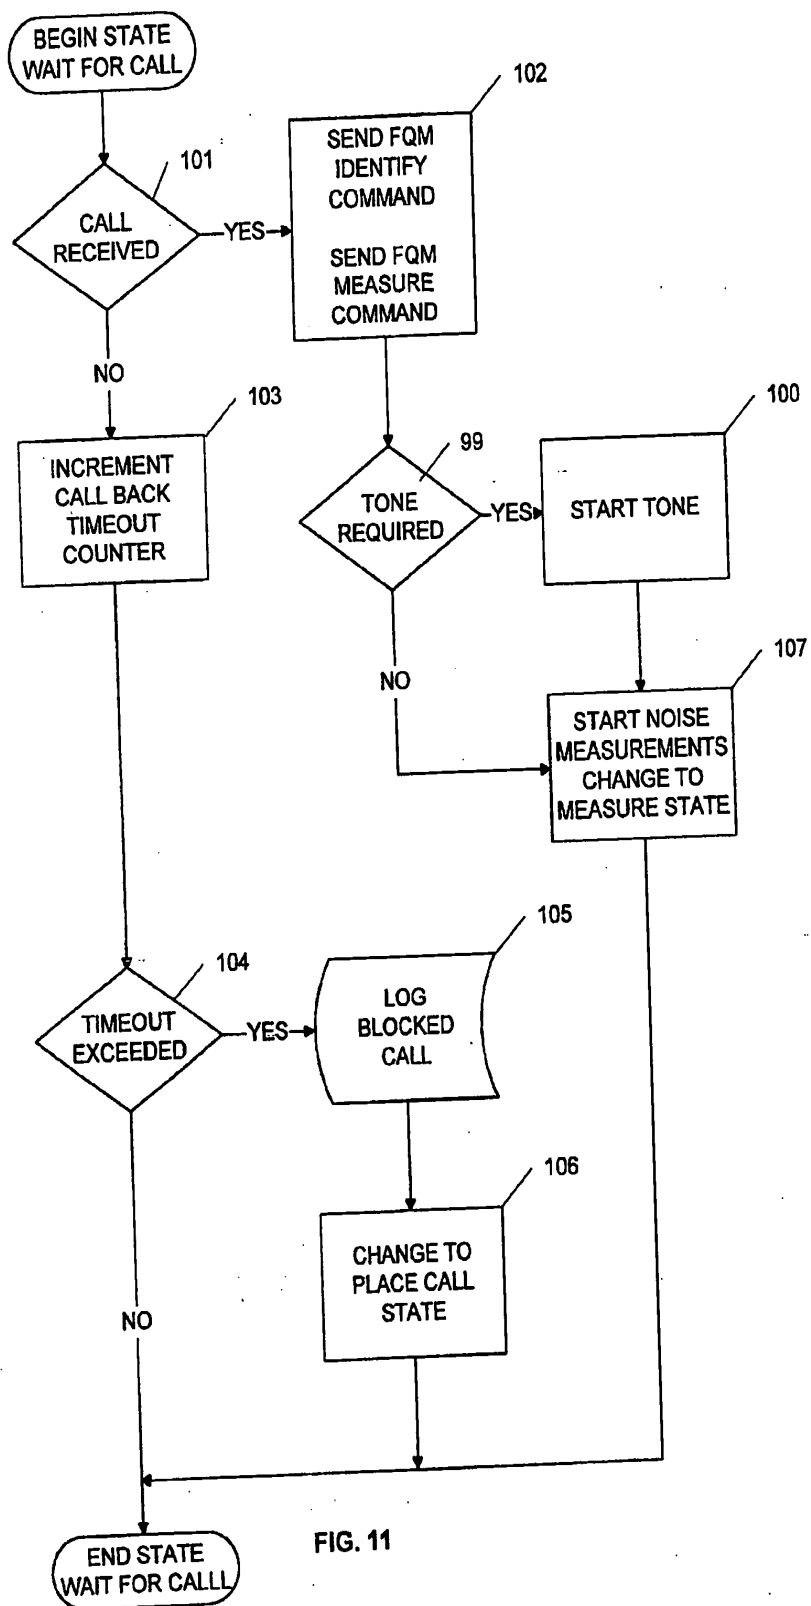 BEGIN STATE
WAIT FOR CALL
102
SEND FQM
IDENTIFY
COMMAND
SEND FQM
MEASURE
COMMAND
101
CALL
RECEIVED
YES
NO
103
INCREMENT
CALL BACK
TIMEOUT
COUNTER
99
TONE
REQUIRED
YES
100
START TONE
NO
107
START NOISE
MEASUREMENTS
CHANGE TO
MEASURE STATE
104
TIMEOUT
EXCEEDED
YES
105
LOG
BLOCKED
CALL
106
CHANGE TO
PLACE CALL
STATE
NO
END STATE
WAIT FOR CALLL
FIG. 11